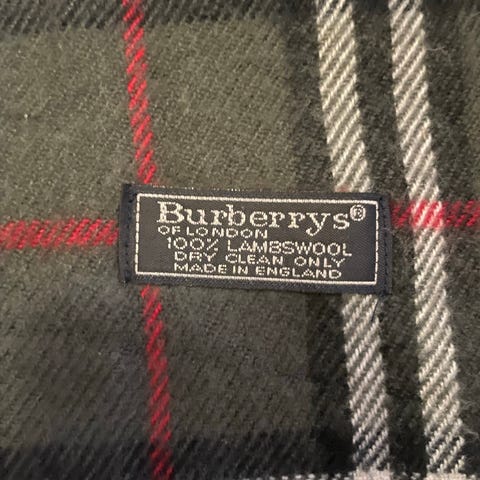 Burberrys®
OF LONDON
100% LAMBSWOOL
DRY CLEAN ONLY
MADE IN ENGLAND